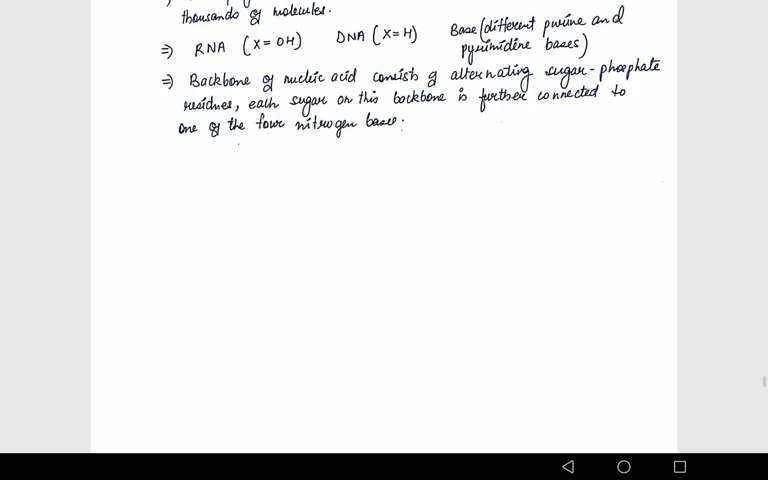 thousands of molecules.
⇒ RNA (X = OH) DNA (X = H) Base (different purine and
pyrimidine bases)
⇒ Backbone of nucleic acid consists of alternating sugar - phosphate
residues, each sugar on this backbone is further connected to
one of the four nitrogen base.